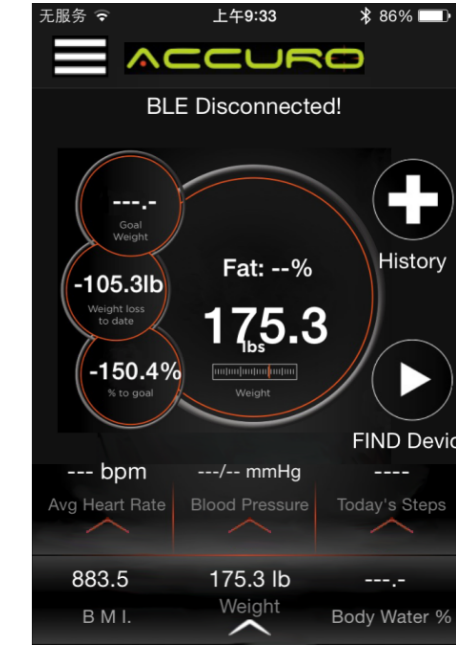 无服务 上午9:33 86%
ACCURO
BLE Disconnected!
---.-
Goal
Weight
-105.3lb
Weight loss
to date
-150.4%
% to goal
Fat: --%
175.3
lbs
Weight
History
FIND Devic
--- bpm ---/-- mmHg ----
Avg Heart Rate Blood Pressure Today's Steps
883.5 175.3 lb ---.-
B M I. Weight Body Water %